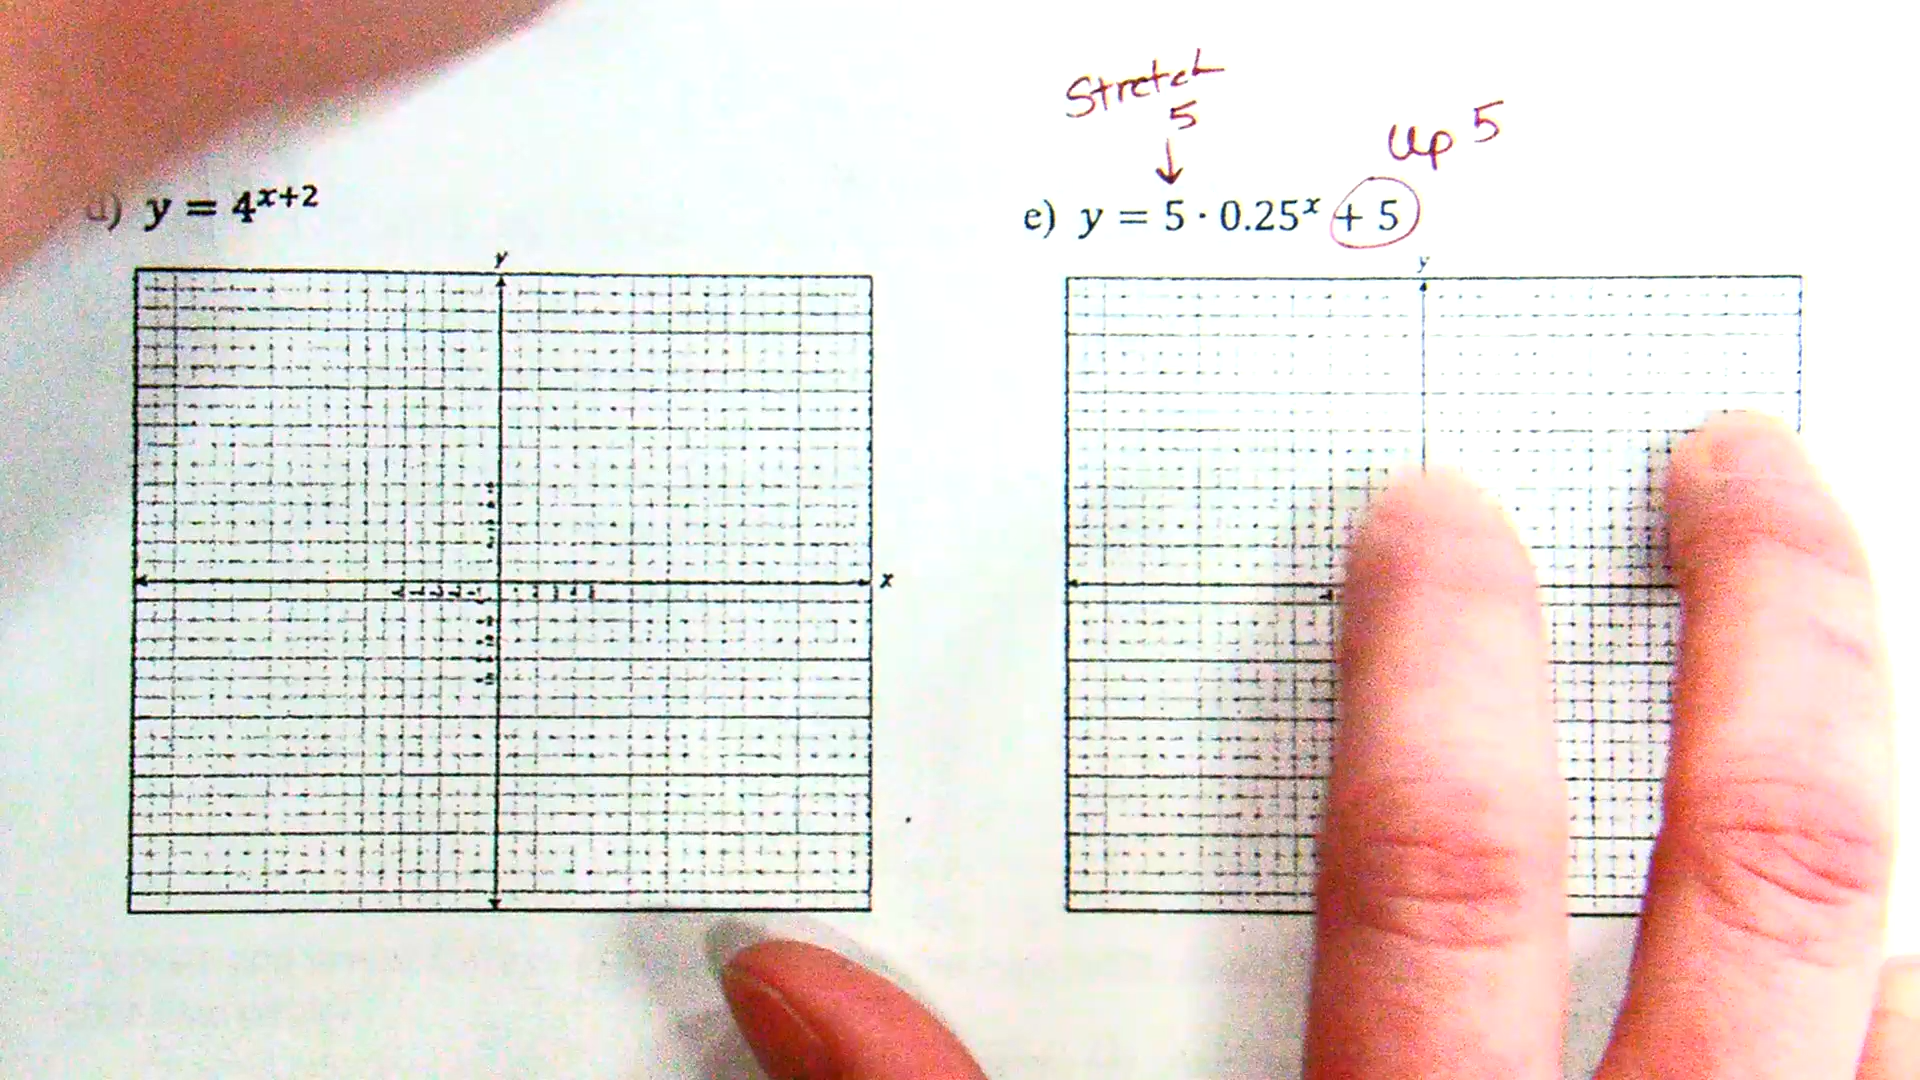 Stretch
5
Up 5
d) y = 4^{x+2}
e) y = 5 · 0.25^x + 5
y
y
x